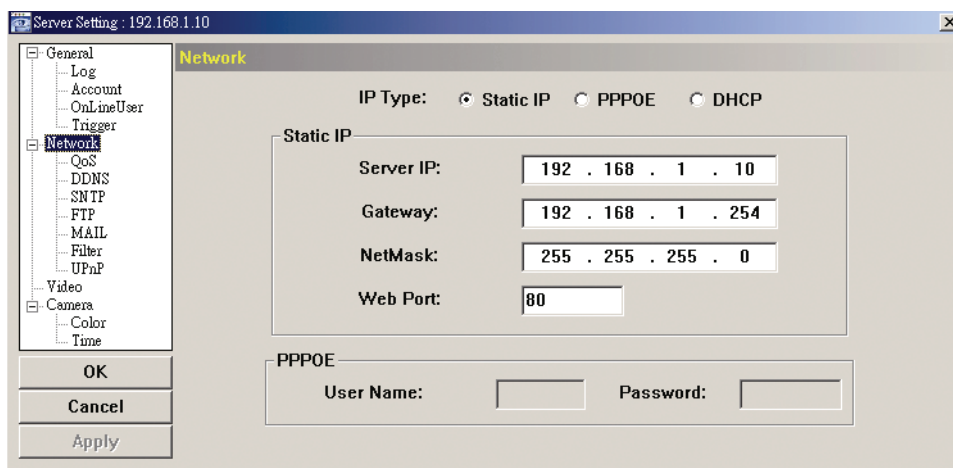 Server Setting : 192.168.1.10
General
Log
Account
OnLineUser
Trigger
Network
QoS
DDNS
SNTP
FTP
MAIL
Filter
UPnP
Video
Camera
Color
Time
OK
Cancel
Apply
Network
IP Type: Static IP PPPOE DHCP
Static IP
Server IP: 192 . 168 . 1 . 10
Gateway: 192 . 168 . 1 . 254
NetMask: 255 . 255 . 255 . 0
Web Port: 80
PPPOE
User Name: Password: